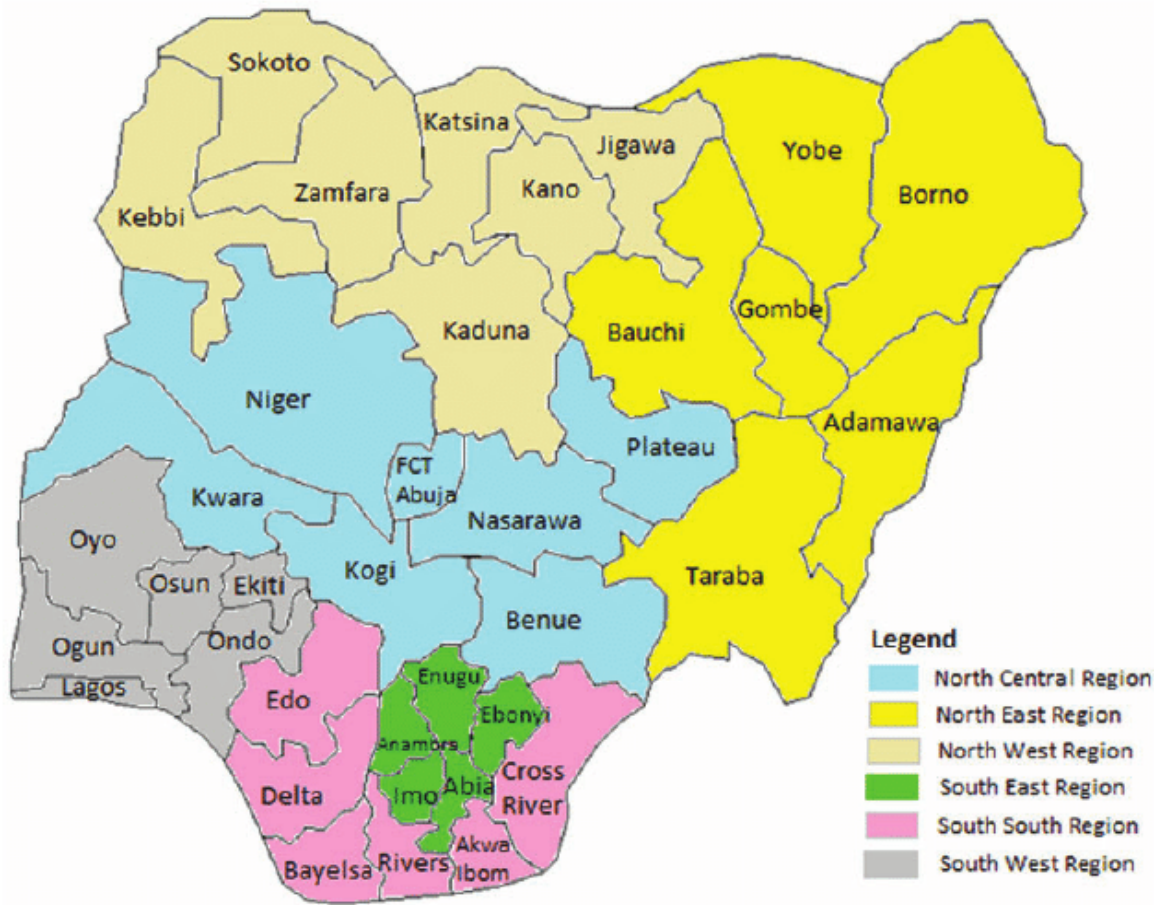 Sokoto
Katsina
Jigawa
Yobe
Borno
Kebbi
Zamfara
Kano
Kaduna
Bauchi
Gombe
Niger
Adamawa
Plateau
FCT
Abuja
Kwara
Nasarawa
Oyo
Kogi
Taraba
Osun
Ekiti
Benue
Ogun
Ondo
Lagos
Edo
Enugu
Ebonyi
Anamors
Delta
Imo
Abia
Cross
River
Bayelsa
Rivers
Akwa
Ibom
Legend
North Central Region
North East Region
North West Region
South East Region
South South Region
South West Region